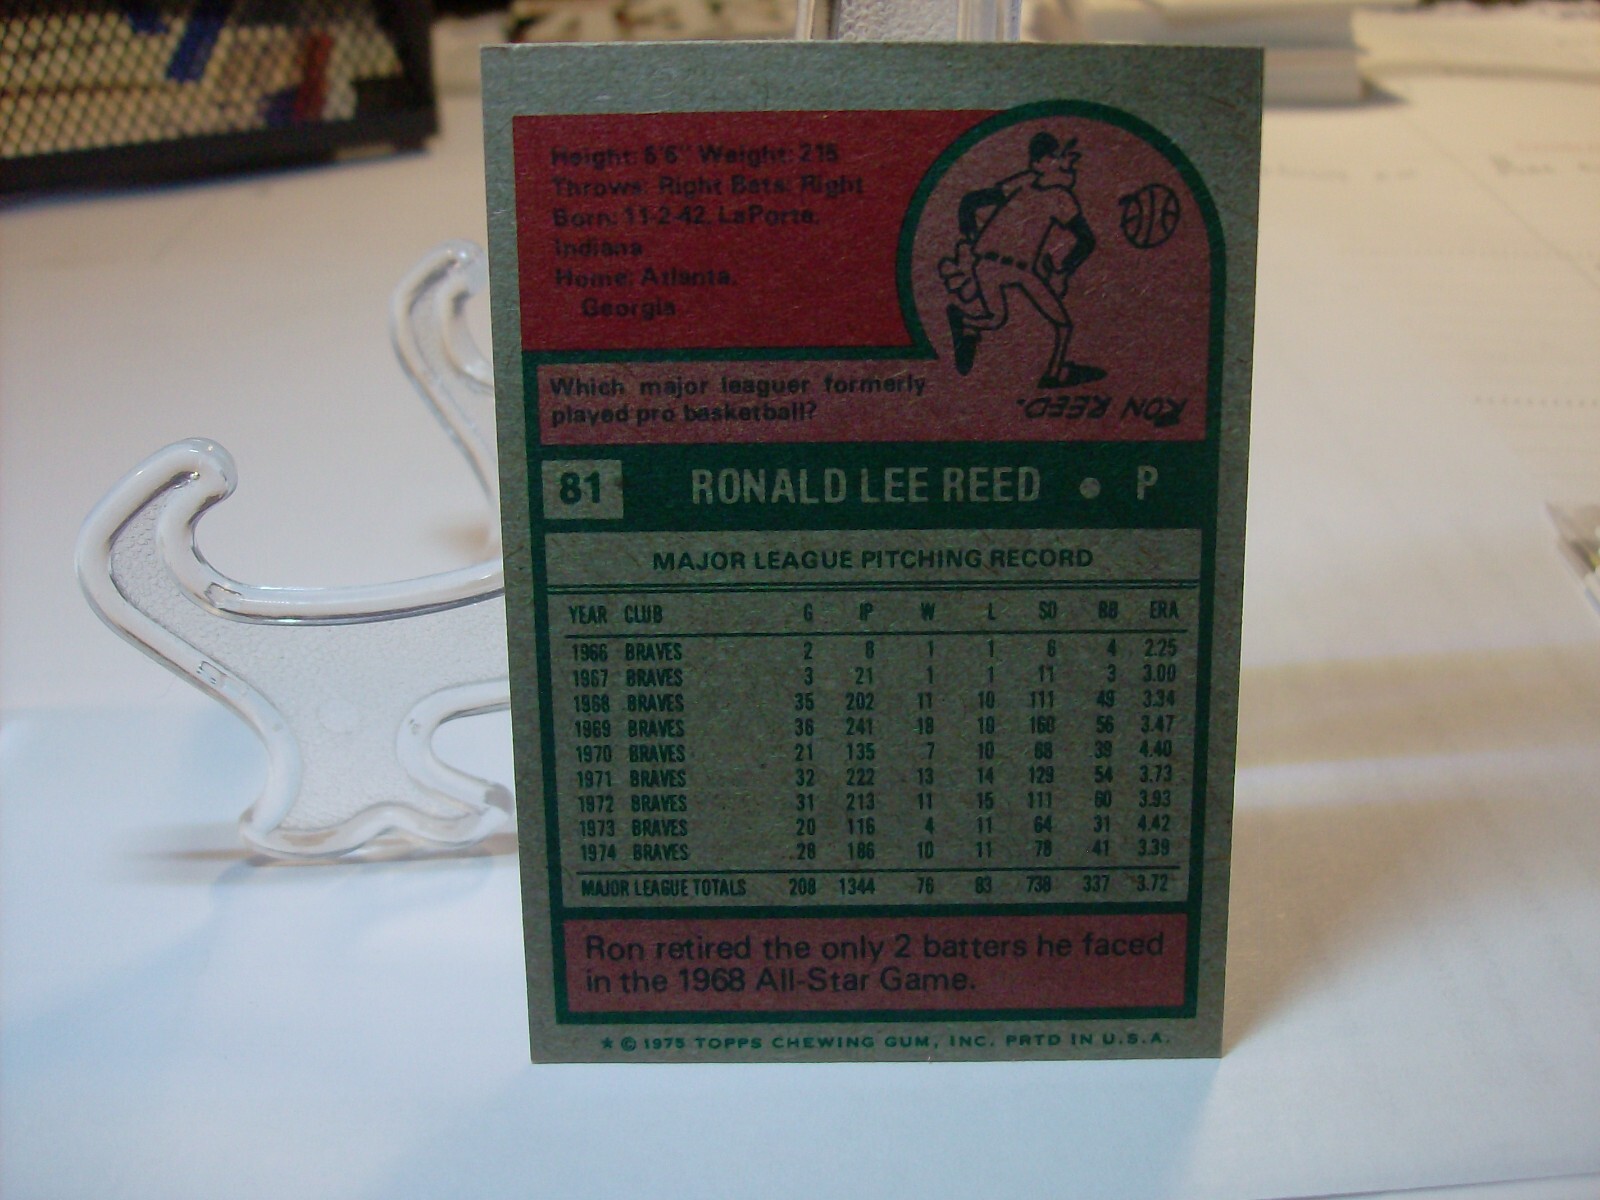 Height: 6'6" Weight: 215
Throws: Right Bats: Right
Born: 11-2-42, LaPorte,
Indiana
Home: Atlanta,
Georgia
Which major leaguer formerly
played pro basketball?
RON REED.
81 RONALD LEE REED • P
MAJOR LEAGUE PITCHING RECORD
YEAR CLUB G IP W L SO BB ERA
1966 BRAVES 2 8 1 1 6 4 2.25
1967 BRAVES 3 21 1 1 11 3 3.00
1968 BRAVES 35 202 11 10 111 49 3.34
1969 BRAVES 36 241 18 10 160 56 3.47
1970 BRAVES 21 135 7 10 68 39 4.40
1971 BRAVES 32 222 13 14 129 54 3.73
1972 BRAVES 31 213 11 15 111 60 3.93
1973 BRAVES 20 116 4 11 64 31 4.42
1974 BRAVES 28 186 10 11 78 41 3.39
MAJOR LEAGUE TOTALS 208 1344 76 83 738 337 3.72
Ron retired the only 2 batters he faced
in the 1968 All-Star Game.
★ © 1975 TOPPS CHEWING GUM, INC. PRTD IN U.S.A.